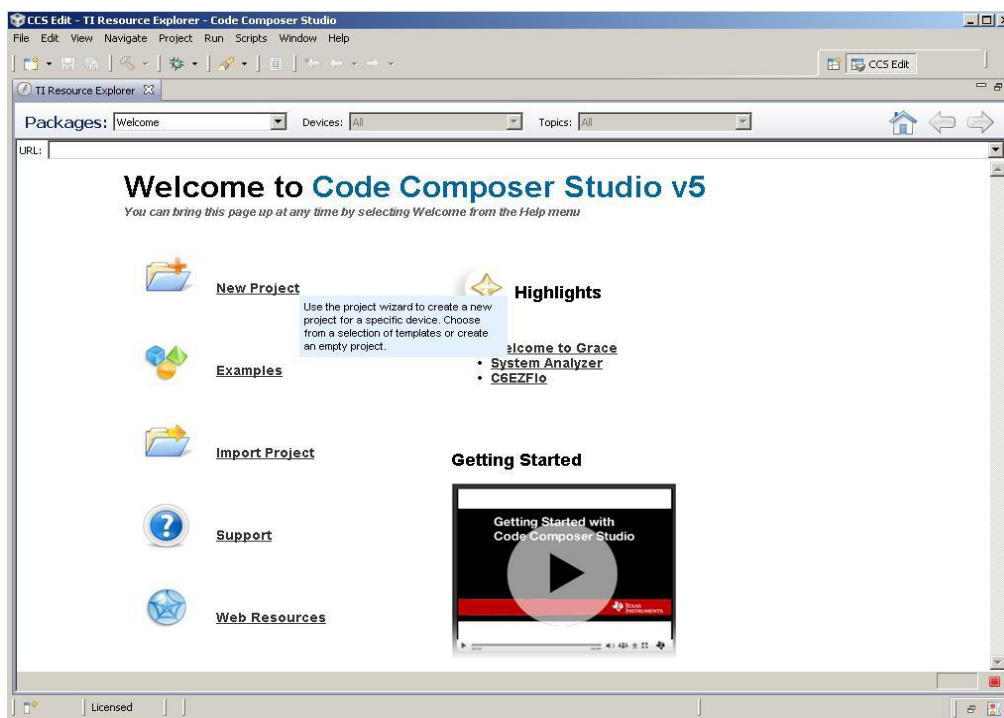 CCS Edit - TI Resource Explorer - Code Composer Studio
File Edit View Navigate Project Run Scripts Window Help
CCS Edit
TI Resource Explorer
Packages: Welcome Devices: All Topics: All
URL:
Welcome to Code Composer Studio v5
You can bring this page up at any time by selecting Welcome from the Help menu
New Project
Use the project wizard to create a new
project for a specific device. Choose
from a selection of templates or create
an empty project.
Highlights
elcome to Grace
• System Analyzer
• C6EZFlo
Examples
Import Project
Support
Web Resources
Getting Started
Getting Started with
Code Composer Studio
TEXAS
INSTRUMENTS
Licensed